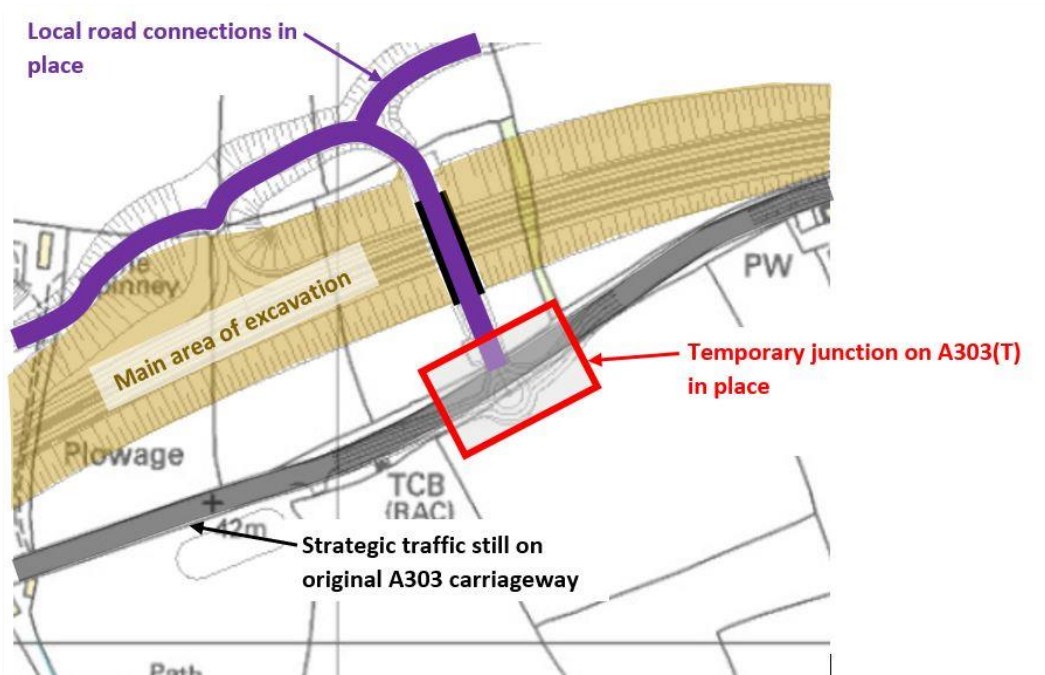 Local road connections in
place
Main area of excavation
PW
Temporary junction on A303(T)
in place
Plowage
TCB
(RAC)
42m
Strategic traffic still on
original A303 carriageway
Path